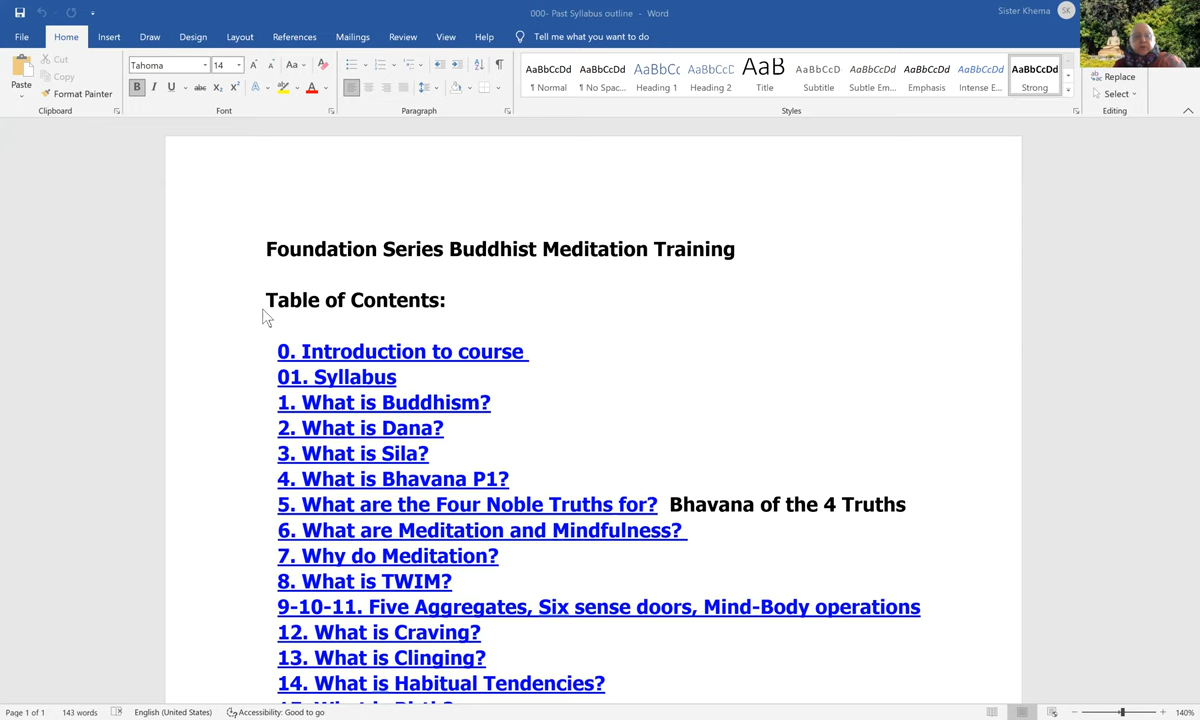 000- Past Syllabus outline - Word
Sister Khema
SK
File Home Insert Draw Design Layout References Mailings Review View Help Tell me what you want to do
Paste
Cut
Copy
Format Painter
Clipboard
Tahoma 14
Aa
B I U abc X₂ X² A A
Font
Paragraph
AaBbCcDd AaBbCcDd AaBbCc AaBbCcD AaB AaBbCcD AaBbCcDd AaBbCcDd AaBbCcDd AaBbCcDd
¶ Normal ¶ No Spac... Heading 1 Heading 2 Title Subtitle Subtle Em... Emphasis Intense E... Strong
Styles
Replace
Select
Editing
Foundation Series Buddhist Meditation Training
Table of Contents:
0. Introduction to course
01. Syllabus
1. What is Buddhism?
2. What is Dana?
3. What is Sila?
4. What is Bhavana P1?
5. What are the Four Noble Truths for? Bhavana of the 4 Truths
6. What are Meditation and Mindfulness?
7. Why do Meditation?
8. What is TWIM?
9-10-11. Five Aggregates, Six sense doors, Mind-Body operations
12. What is Craving?
13. What is Clinging?
14. What is Habitual Tendencies?
Page 1 of 1 143 words English (United States) Accessibility: Good to go 140%